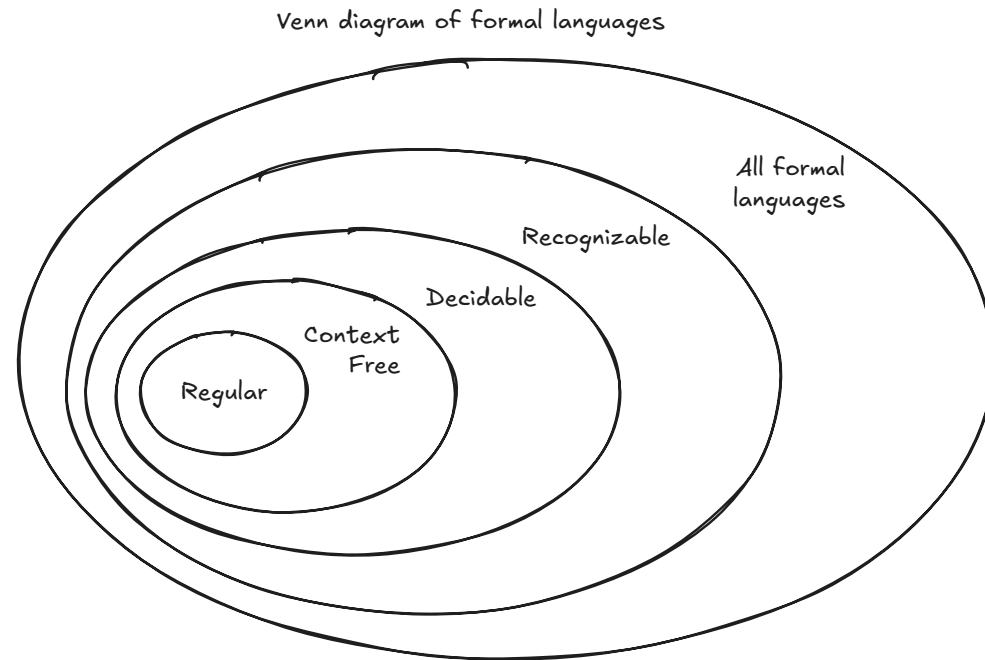 Venn diagram of formal languages
All formal
languages
Recognizable
Decidable
Context
Free
Regular